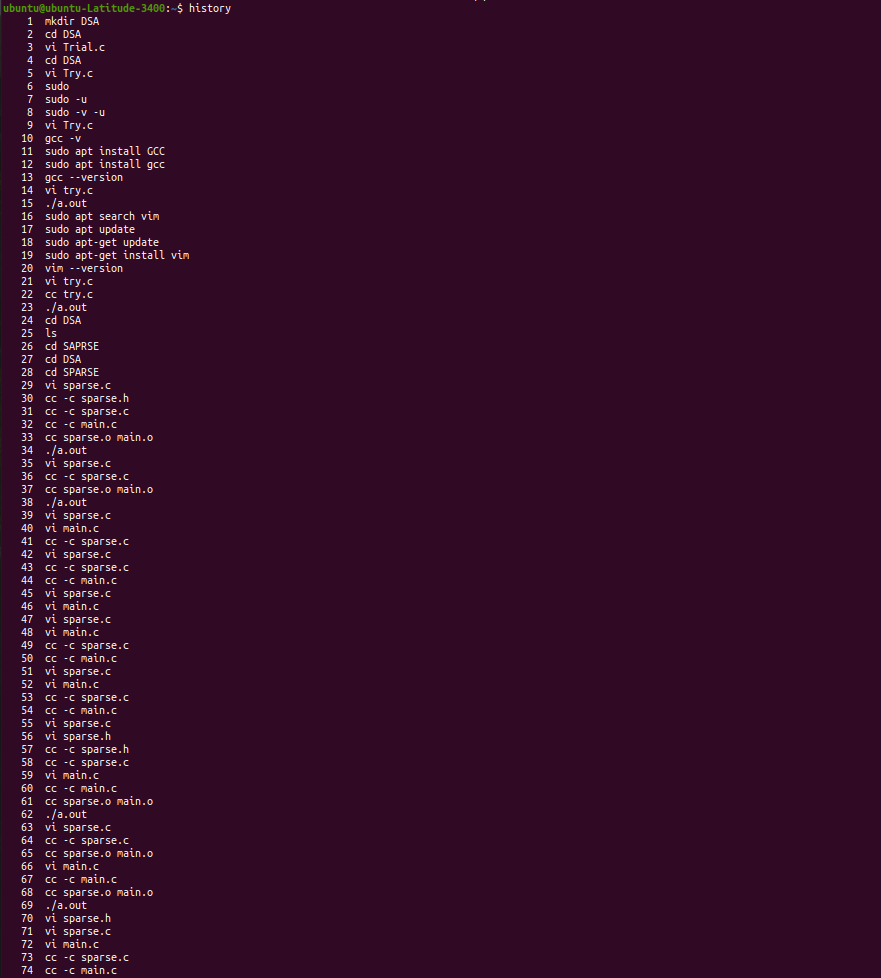 ubuntu@ubuntu-Latitude-3400:~$ history
1 mkdir DSA
2 cd DSA
3 vi Trial.c
4 cd DSA
5 vi Try.c
6 sudo
7 sudo -u
8 sudo -v -u
9 vi Try.c
10 gcc -v
11 sudo apt install GCC
12 sudo apt install gcc
13 gcc --version
14 vi try.c
15 ./a.out
16 sudo apt search vim
17 sudo apt update
18 sudo apt-get update
19 sudo apt-get install vim
20 vim --version
21 vi try.c
22 cc try.c
23 ./a.out
24 cd DSA
25 ls
26 cd SAPRSE
27 cd DSA
28 cd SPARSE
29 vi sparse.c
30 cc -c sparse.h
31 cc -c sparse.c
32 cc -c main.c
33 cc sparse.o main.o
34 ./a.out
35 vi sparse.c
36 cc -c sparse.c
37 cc sparse.o main.o
38 ./a.out
39 vi sparse.c
40 vi main.c
41 cc -c sparse.c
42 vi sparse.c
43 cc -c sparse.c
44 cc -c main.c
45 vi sparse.c
46 vi main.c
47 vi sparse.c
48 vi main.c
49 cc -c sparse.c
50 cc -c main.c
51 vi sparse.c
52 vi main.c
53 cc -c sparse.c
54 cc -c main.c
55 vi sparse.c
56 vi sparse.h
57 cc -c sparse.h
58 cc -c sparse.c
59 vi main.c
60 cc -c main.c
61 cc sparse.o main.o
62 ./a.out
63 vi sparse.c
64 cc -c sparse.c
65 cc sparse.o main.o
66 vi main.c
67 cc -c main.c
68 cc sparse.o main.o
69 ./a.out
70 vi sparse.h
71 vi sparse.c
72 vi main.c
73 cc -c sparse.c
74 cc -c main.c